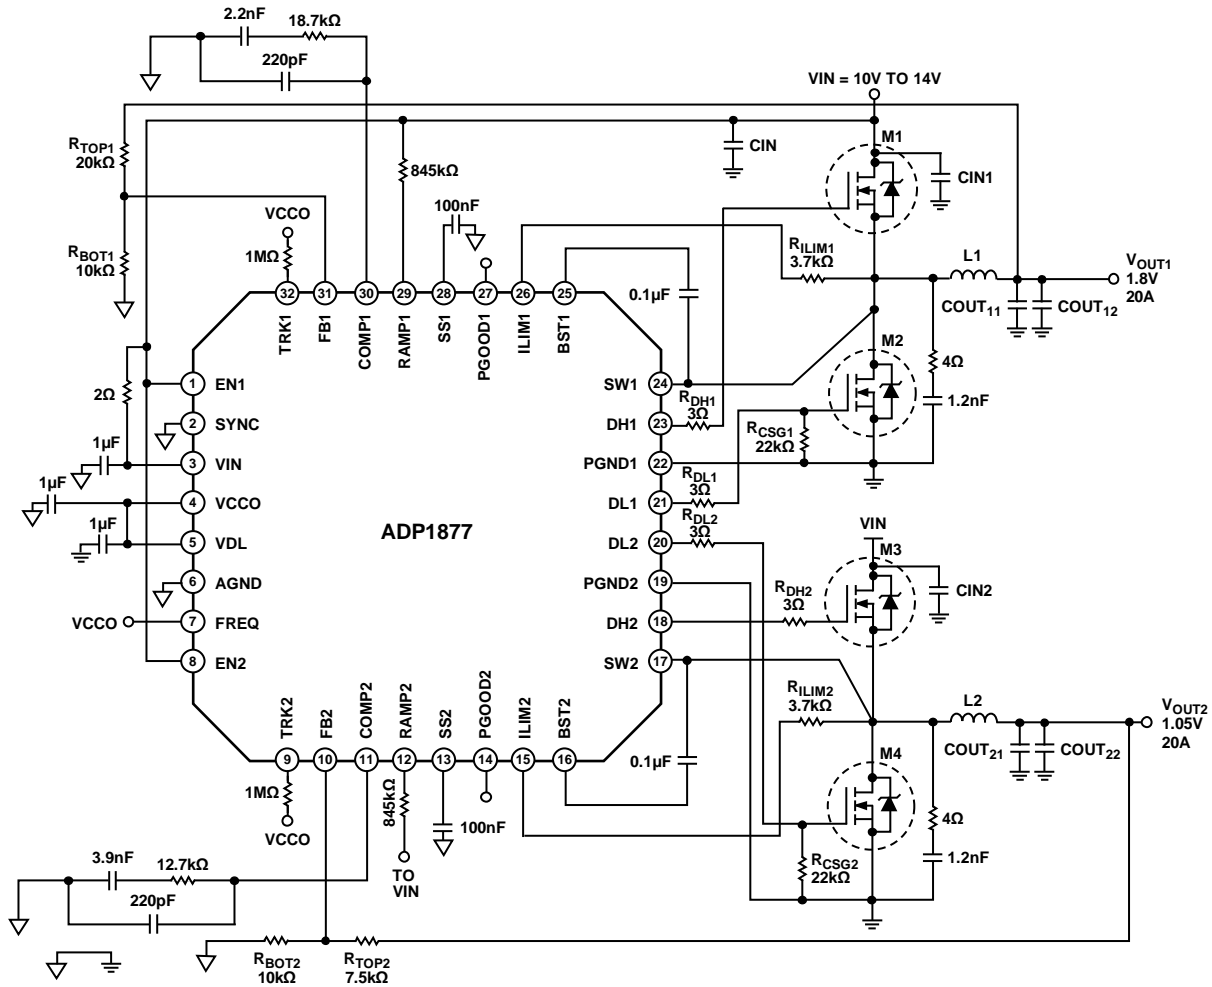 2.2nF
18.7kΩ
220pF
VIN = 10V TO 14V
RTOP1
20kΩ
CIN
M1
CIN1
845kΩ
VCCO
1MΩ
100nF
RBOT1
10kΩ
RILIM1
3.7kΩ
L1
VOUT1
1.8V
20A
COUT11
COUT12
0.1µF
32
31
30
29
28
27
26
25
TRK1
FB1
COMP1
RAMP1
SS1
PGOOD1
ILIM1
BST1
M2
4Ω
1.2nF
2Ω
1
EN1
SW1
24
2
SYNC
DH1
23
RDH1
3Ω
RCSG1
22kΩ
1µF
3
VIN
PGND1
22
1µF
4
VCCO
DL1
21
RDL1
3Ω
1µF
5
VDL
ADP1877
DL2
20
RDL2
3Ω
VIN
M3
6
AGND
PGND2
19
CIN2
VCCO
7
FREQ
DH2
18
RDH2
3Ω
8
EN2
SW2
17
TRK2
FB2
COMP2
RAMP2
SS2
PGOOD2
ILIM2
BST2
9
10
11
12
13
14
15
16
RILIM2
3.7kΩ
L2
VOUT2
1.05V
20A
COUT21
COUT22
0.1µF
M4
1MΩ
VCCO
845kΩ
TO
VIN
100nF
4Ω
1.2nF
RCSG2
22kΩ
3.9nF
12.7kΩ
220pF
RBOT2
10kΩ
RTOP2
7.5kΩ